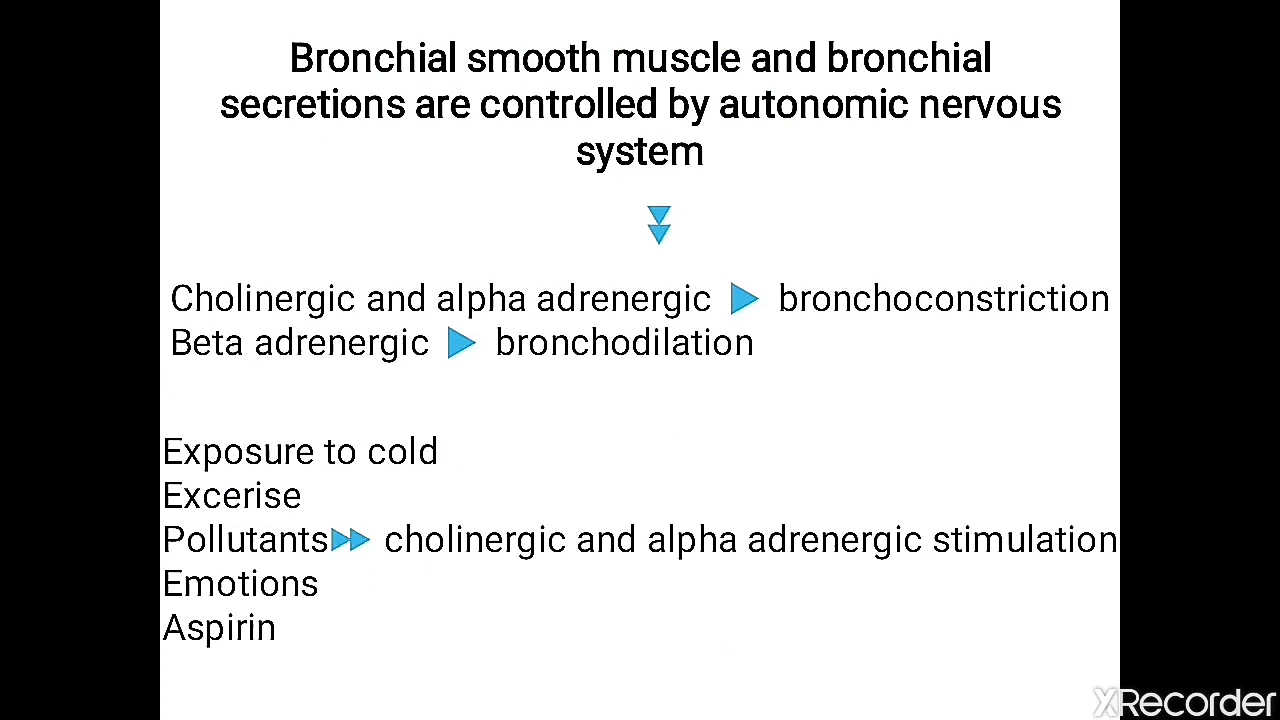 Bronchial smooth muscle and bronchial
secretions are controlled by autonomic nervous
system
Cholinergic and alpha adrenergic bronchoconstriction
Beta adrenergic bronchodilation
Exposure to cold
Excerise
Pollutants cholinergic and alpha adrenergic stimulation
Emotions
Aspirin
XRecorder